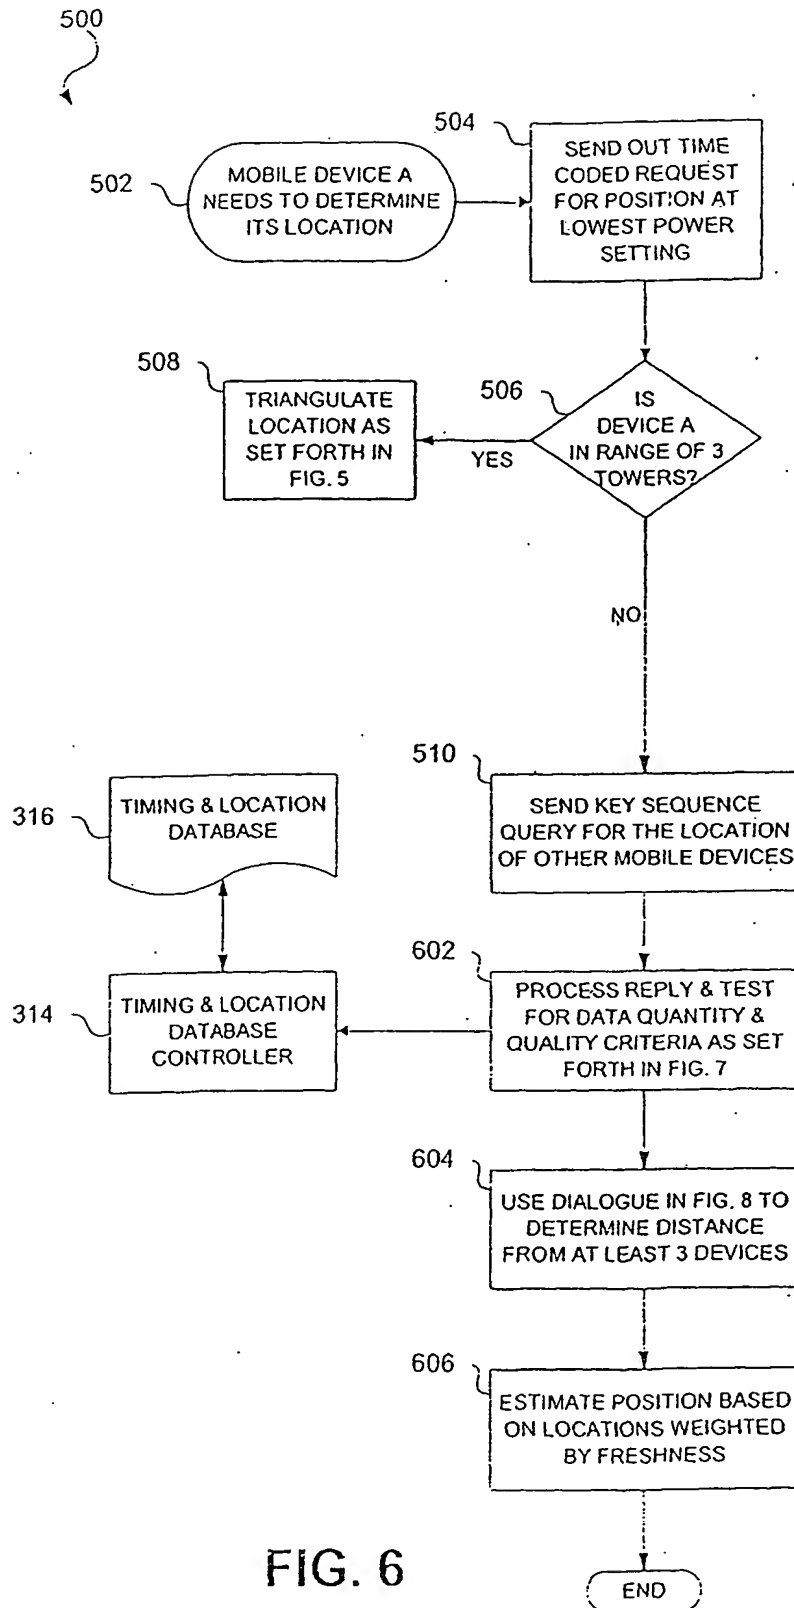 500
504
SEND OUT TIME
CODED REQUEST
FOR POSITION AT
LOWEST POWER
SETTING
502
MOBILE DEVICE A
NEEDS TO DETERMINE
ITS LOCATION
508
TRIANGULATE
LOCATION AS
SET FORTH IN
FIG. 5
506
IS
DEVICE A
IN RANGE OF 3
TOWERS?
YES
NO
510
SEND KEY SEQUENCE
QUERY FOR THE LOCATION
OF OTHER MOBILE DEVICES
316
TIMING & LOCATION
DATABASE
602
PROCESS REPLY & TEST
FOR DATA QUANTITY &
QUALITY CRITERIA AS SET
FORTH IN FIG. 7
314
TIMING & LOCATION
DATABASE
CONTROLLER
604
USE DIALOGUE IN FIG. 8 TO
DETERMINE DISTANCE
FROM AT LEAST 3 DEVICES
606
ESTIMATE POSITION BASED
ON LOCATIONS WEIGHTED
BY FRESHNESS
FIG. 6
END